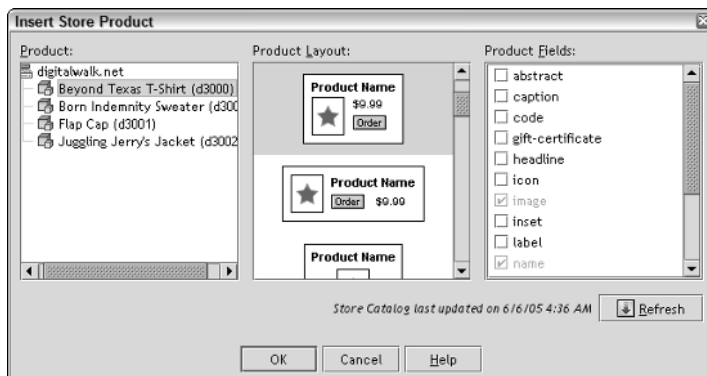 Insert Store Product
Product:
digitalwalk.net
Beyond Texas T-Shirt (d3000)
Born Indemnity Sweater (d300
Flap Cap (d3001)
Juggling Jerry's Jacket (d3002
Product Layout:
Product Name
$9.99
Order
Product Name
Order $9.99
Product Name
Product Fields:
abstract
caption
code
gift-certificate
headline
icon
image
inset
label
name
Store Catalog last updated on 6/6/05 4:36 AM
Refresh
OK Cancel Help